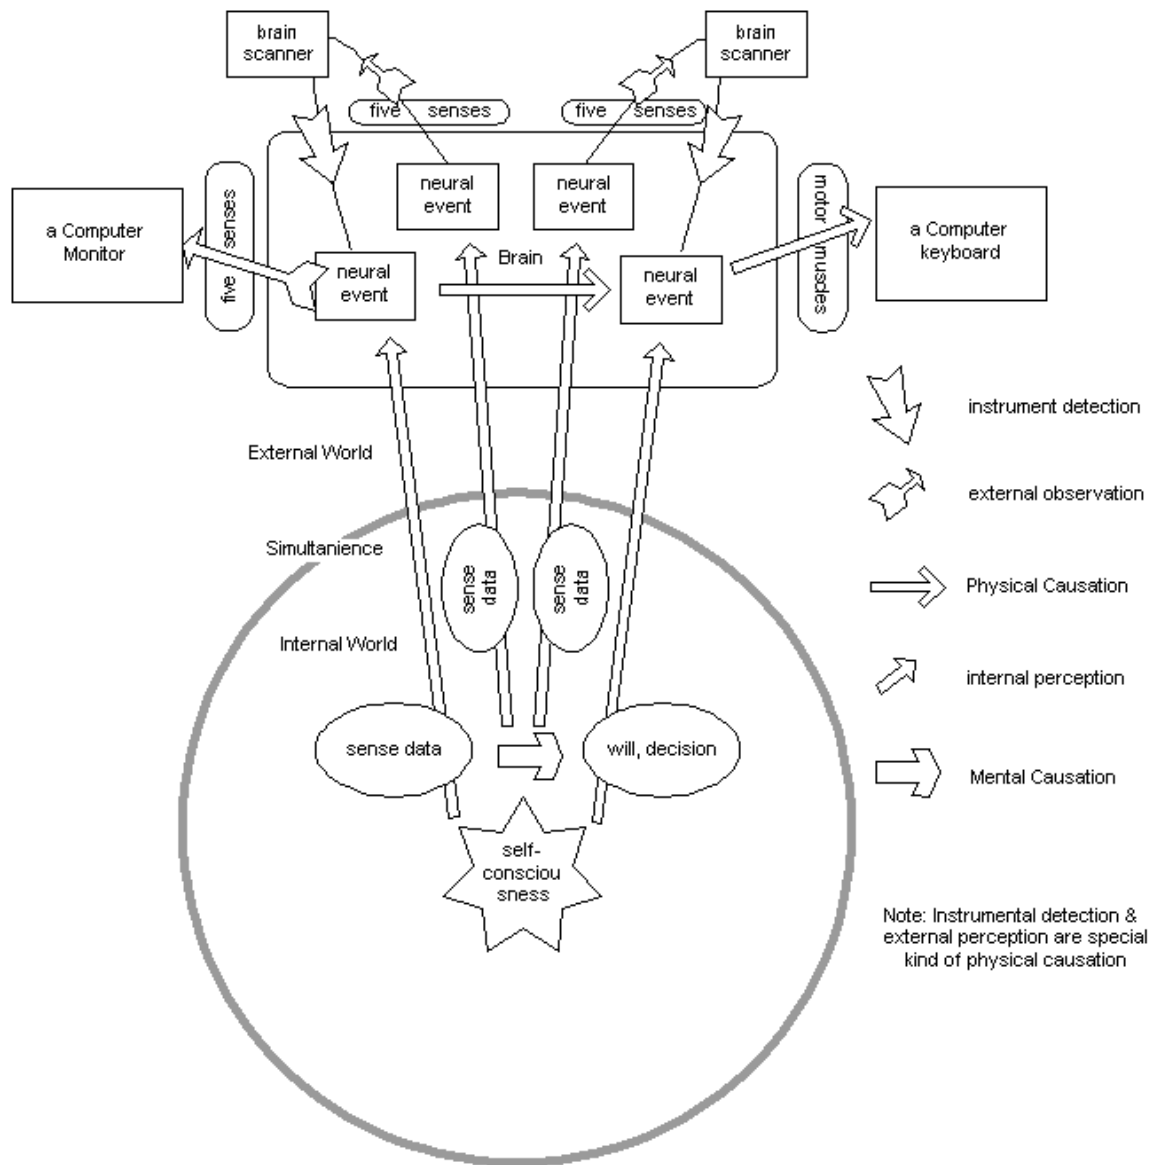 brain
scanner
brain
scanner
five senses
five senses
neural
event
neural
event
a Computer
Monitor
five senses
neural
event
Brain
neural
event
motor muscles
a Computer
keyboard
instrument detection
External World
external observation
Simultanience
sense
data
sense
data
Physical Causation
Internal World
internal perception
sense data
will, decision
Mental Causation
self-
consciou
sness
Note: Instrumental detection &
external perception are special
kind of physical causation